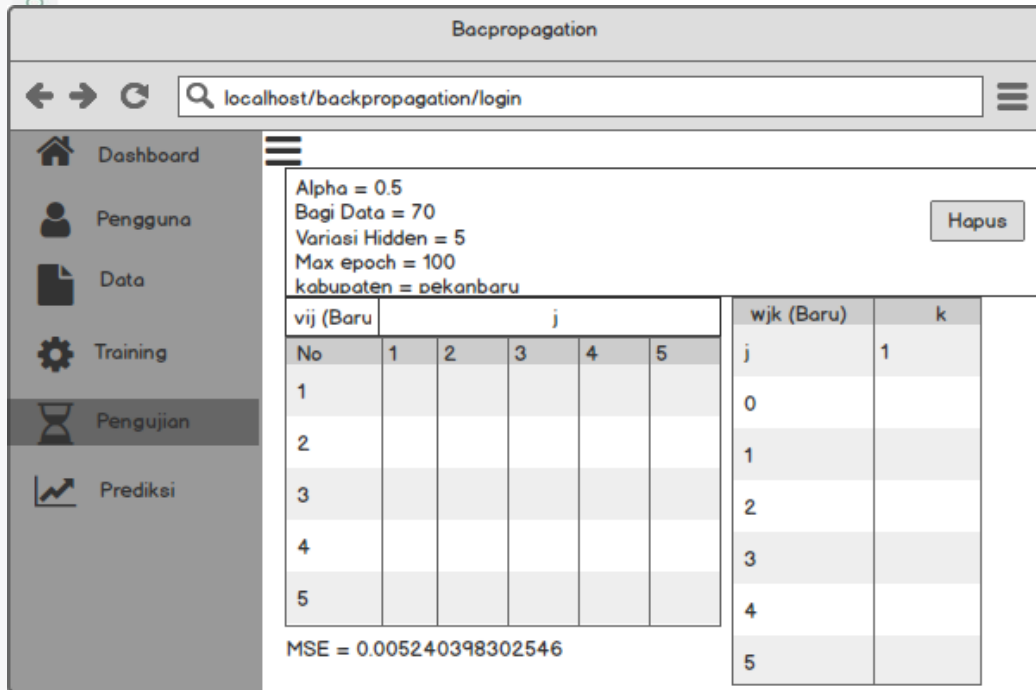 Bacpropagation
localhost/backpropagation/login
Dashboard
Pengguna
Data
Training
Pengujian
Prediksi
Alpha = 0.5
Bagi Data = 70
Variasi Hidden = 5
Max epoch = 100
kabupaten = pekanbaru
Hapus
vij (Baru j
No 1 2 3 4 5
1
2
3
4
5
MSE = 0.005240398302546
wjk (Baru) k
j 1
0
1
2
3
4
5